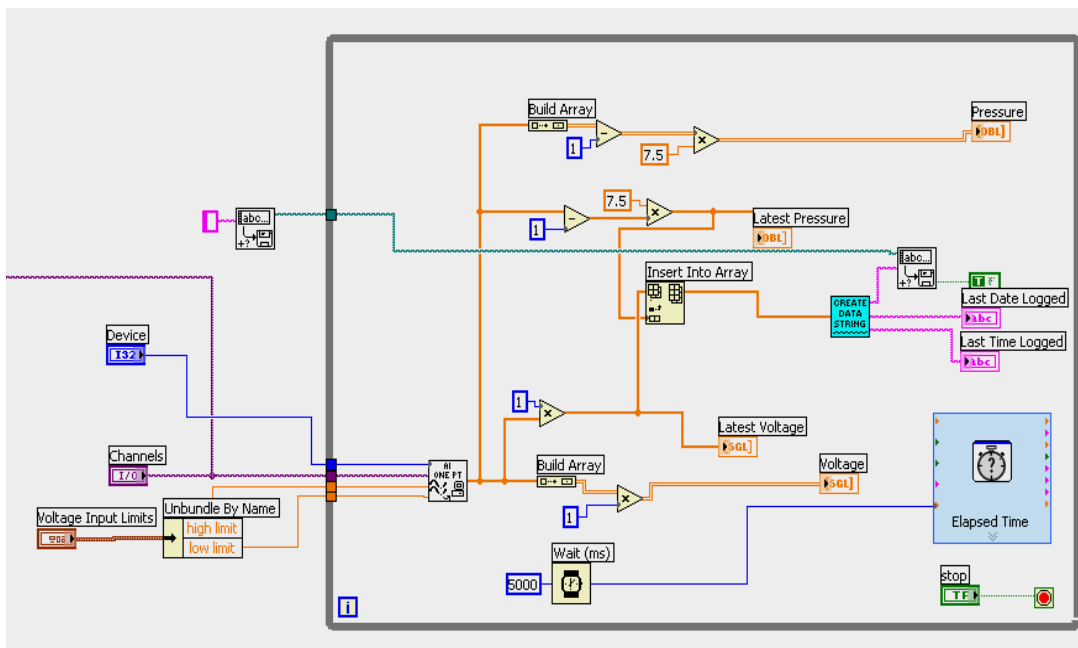 Build Array
Pressure
1
7.5
DBL]
abc...
+?
7.5
1
Latest Pressure
DBL]
abc...
+?
Insert Into Array
T F
CREATE
DATA
STRING
Last Date Logged
abc
Last Time Logged
abc
Device
I32
1
Latest Voltage
SGL]
Channels
I/O
AI
ONE PT
Build Array
Voltage
SGL]
Unbundle By Name
Voltage Input Limits
high limit
low limit
1
?
Elapsed Time
Wait (ms)
5000
stop
TF
i